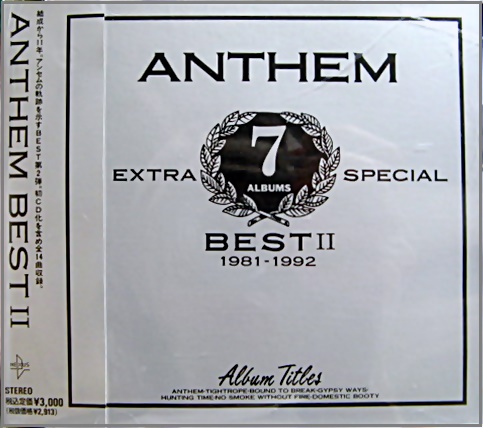 結成から11年、アンセムの軌跡を示すBEST第2弾。初CD化を含め全14曲収録。
ANTHEM BEST II
STEREO
税込定価¥3,000
(税抜価格¥2,913)
ANTHEM
7
ALBUMS
EXTRA SPECIAL
BEST II
1981-1992
Album Titles
ANTHEM·TIGHTROPE·BOUND TO BREAK·GYPSY WAYS·
HUNTING TIME·NO SMOKE WITHOUT FIRE·DOMESTIC BOOTY